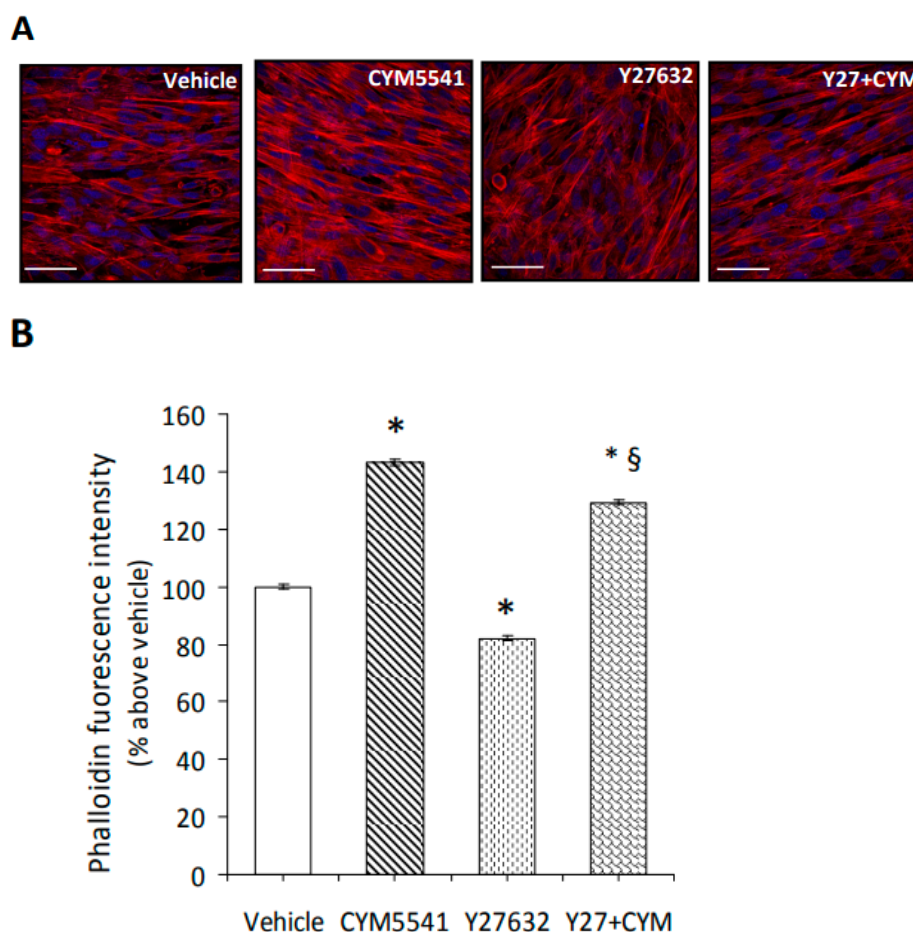 A
Vehicle
CYM5541
Y27632
Y27+CYM
B
Phalloidin fuorescence intensity
(% above vehicle)
160
140
120
100
80
60
40
20
0
*
*
* §
Vehicle CYM5541 Y27632 Y27+CYM